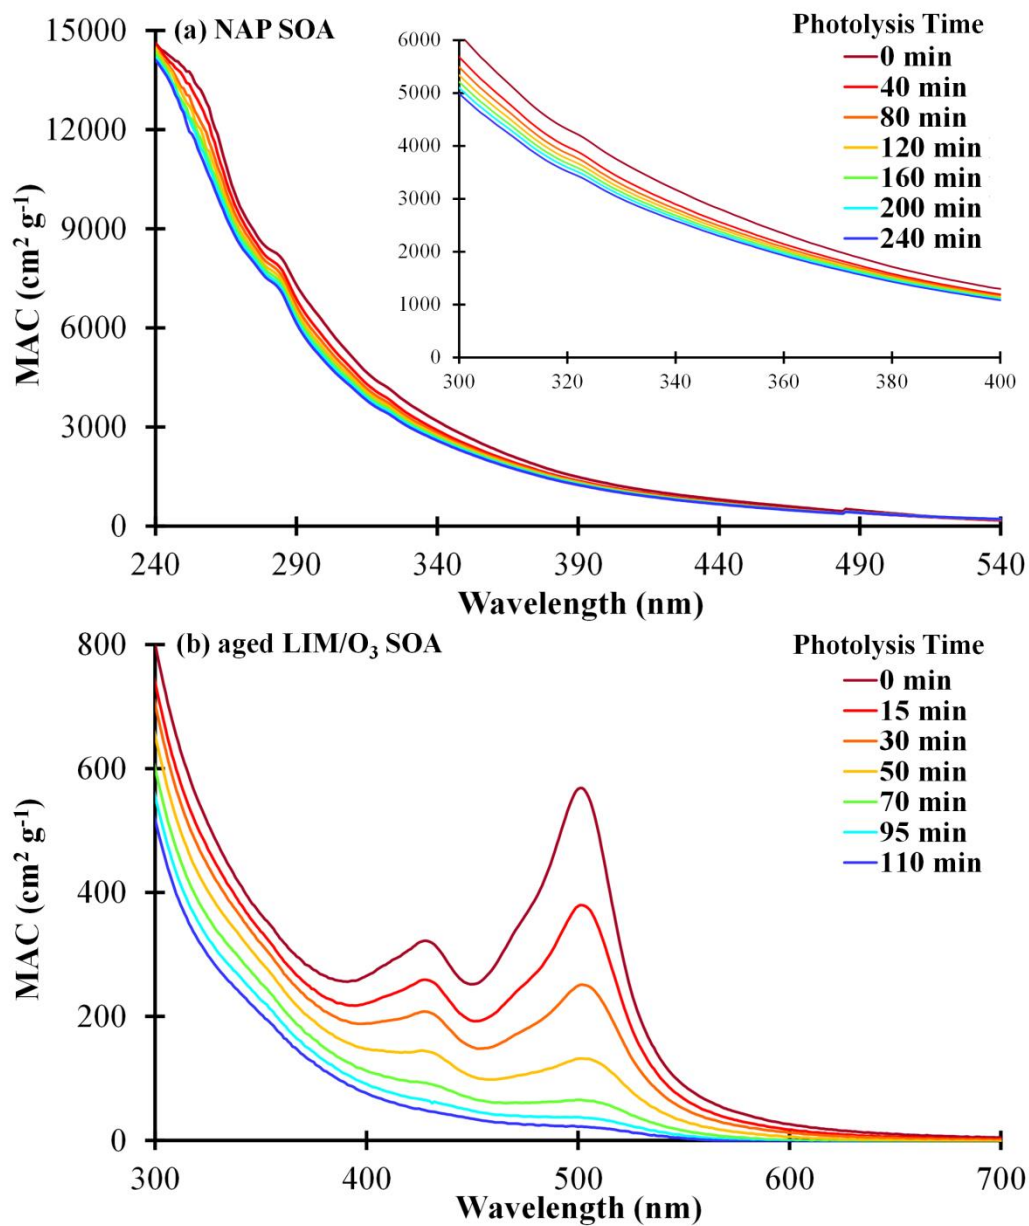 (a) NAP SOA
Photolysis Time
0 min
40 min
80 min
120 min
160 min
200 min
240 min
MAC (cm² g⁻¹)
15000
12000
9000
6000
3000
0
6000
5000
4000
3000
2000
1000
0
300 320 340 360 380 400
240 290 340 390 440 490 540
Wavelength (nm)
(b) aged LIM/O₃ SOA
Photolysis Time
0 min
15 min
30 min
50 min
70 min
95 min
110 min
MAC (cm² g⁻¹)
800
600
400
200
0
300 400 500 600 700
Wavelength (nm)